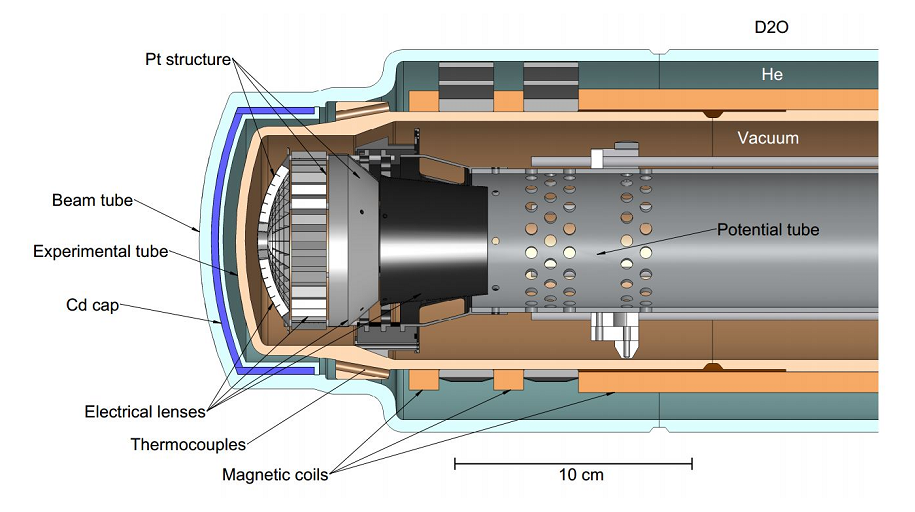 D2O
Pt structure
He
Vacuum
Beam tube
Potential tube
Experimental tube
Cd cap
Electrical lenses
Thermocouples
Magnetic coils
10 cm